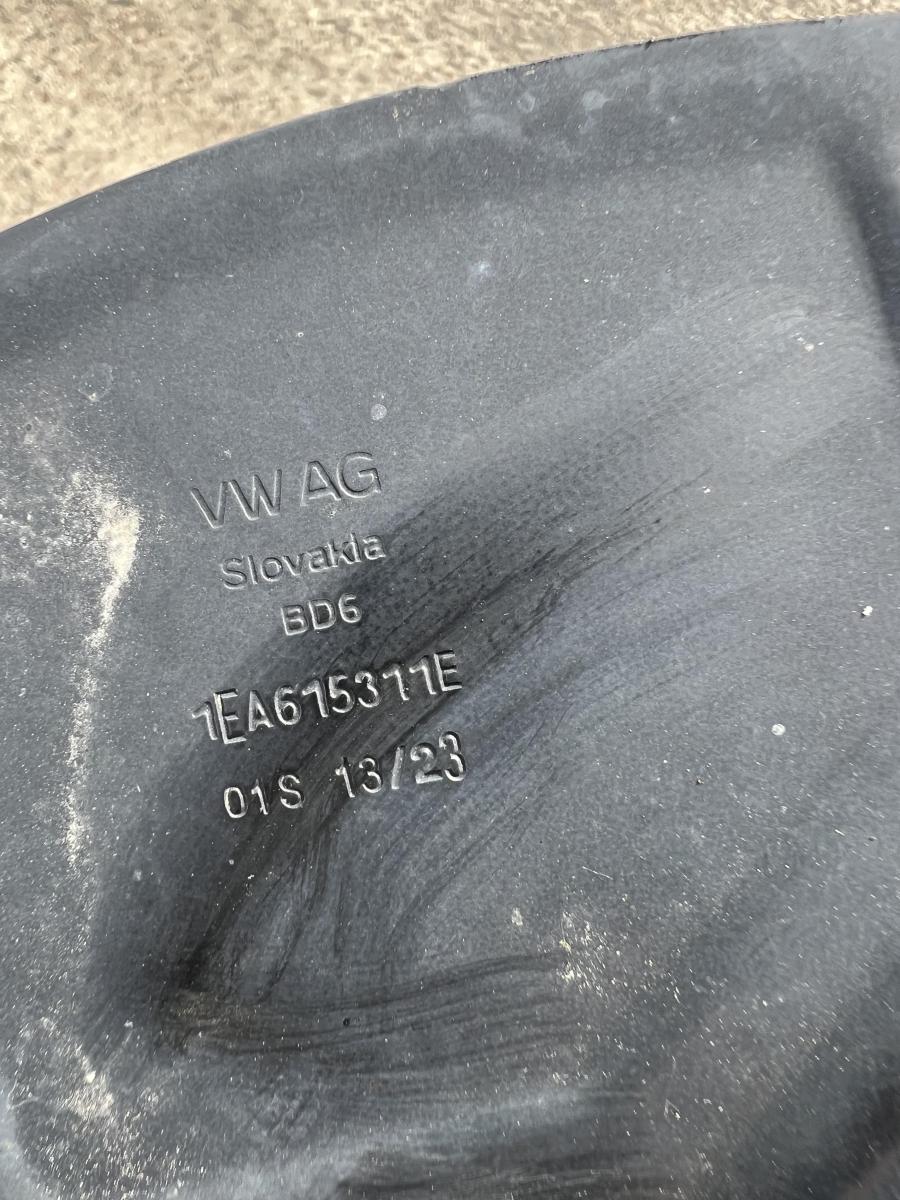 VW AG
Slovakia
BD6
1EA615311E
01S 13/23